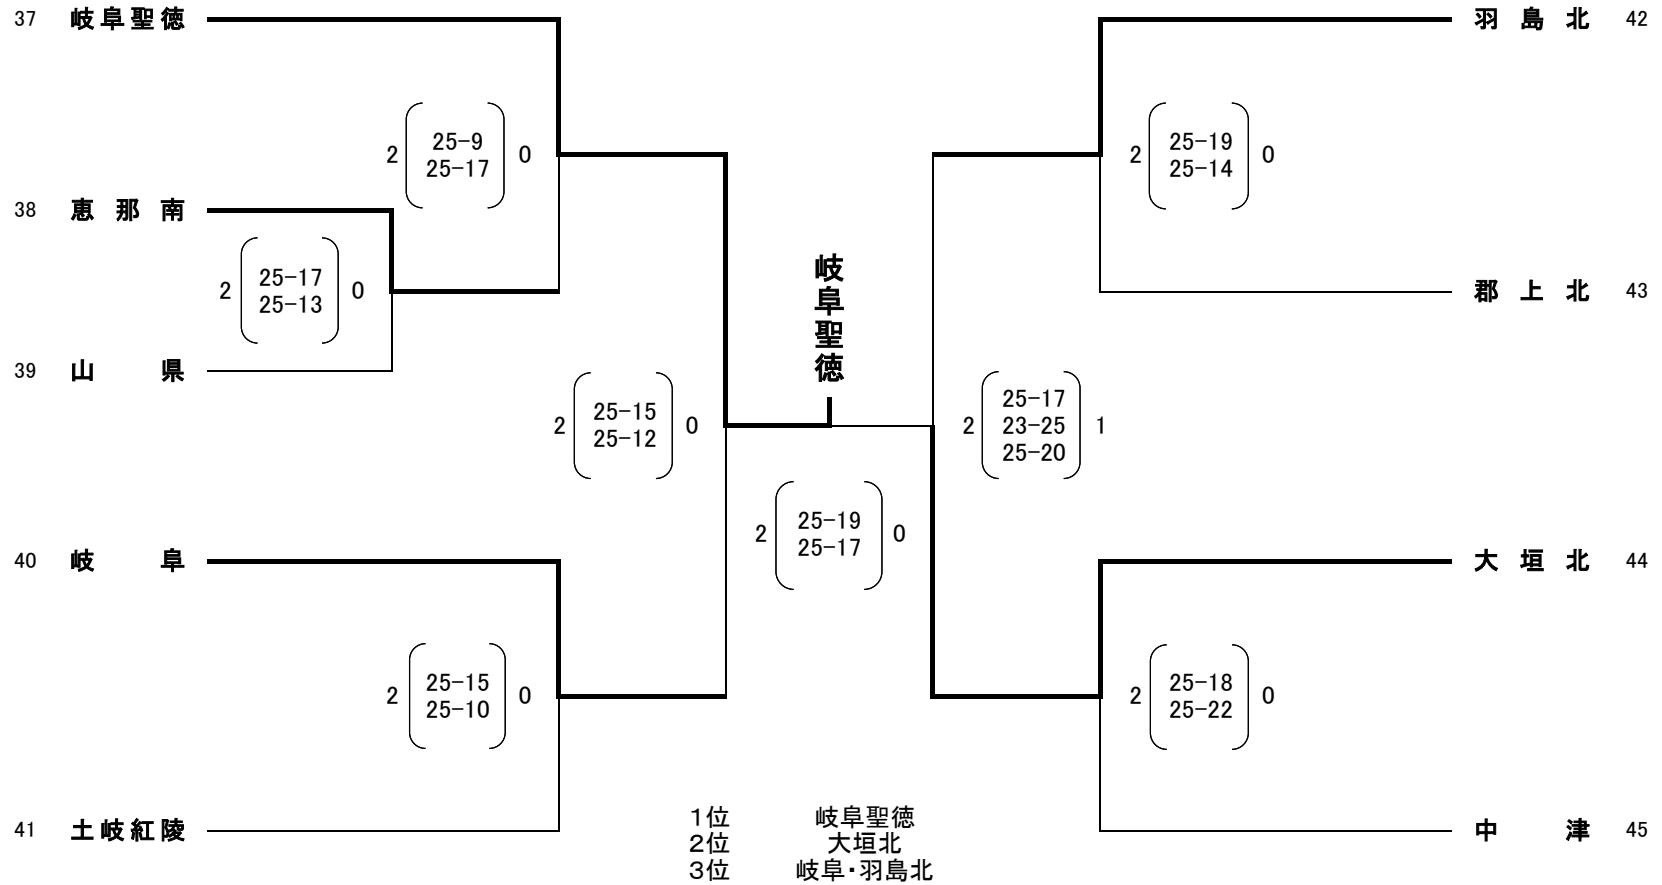 37 岐阜聖徳
羽島北 42
2 25-9 0
25-17
2 25-19 0
25-14
38 恵那南
2 25-17 0
25-13
岐阜聖徳
郡上北 43
39 山県
2 25-15 0
25-12
2 25-17 1
23-25
25-20
2 25-19 0
25-17
40 岐阜
大垣北 44
2 25-15 0
25-10
2 25-18 0
25-22
41 土岐紅陵
中津 45
1位 岐阜聖徳
2位 大垣北
3位 岐阜・羽島北